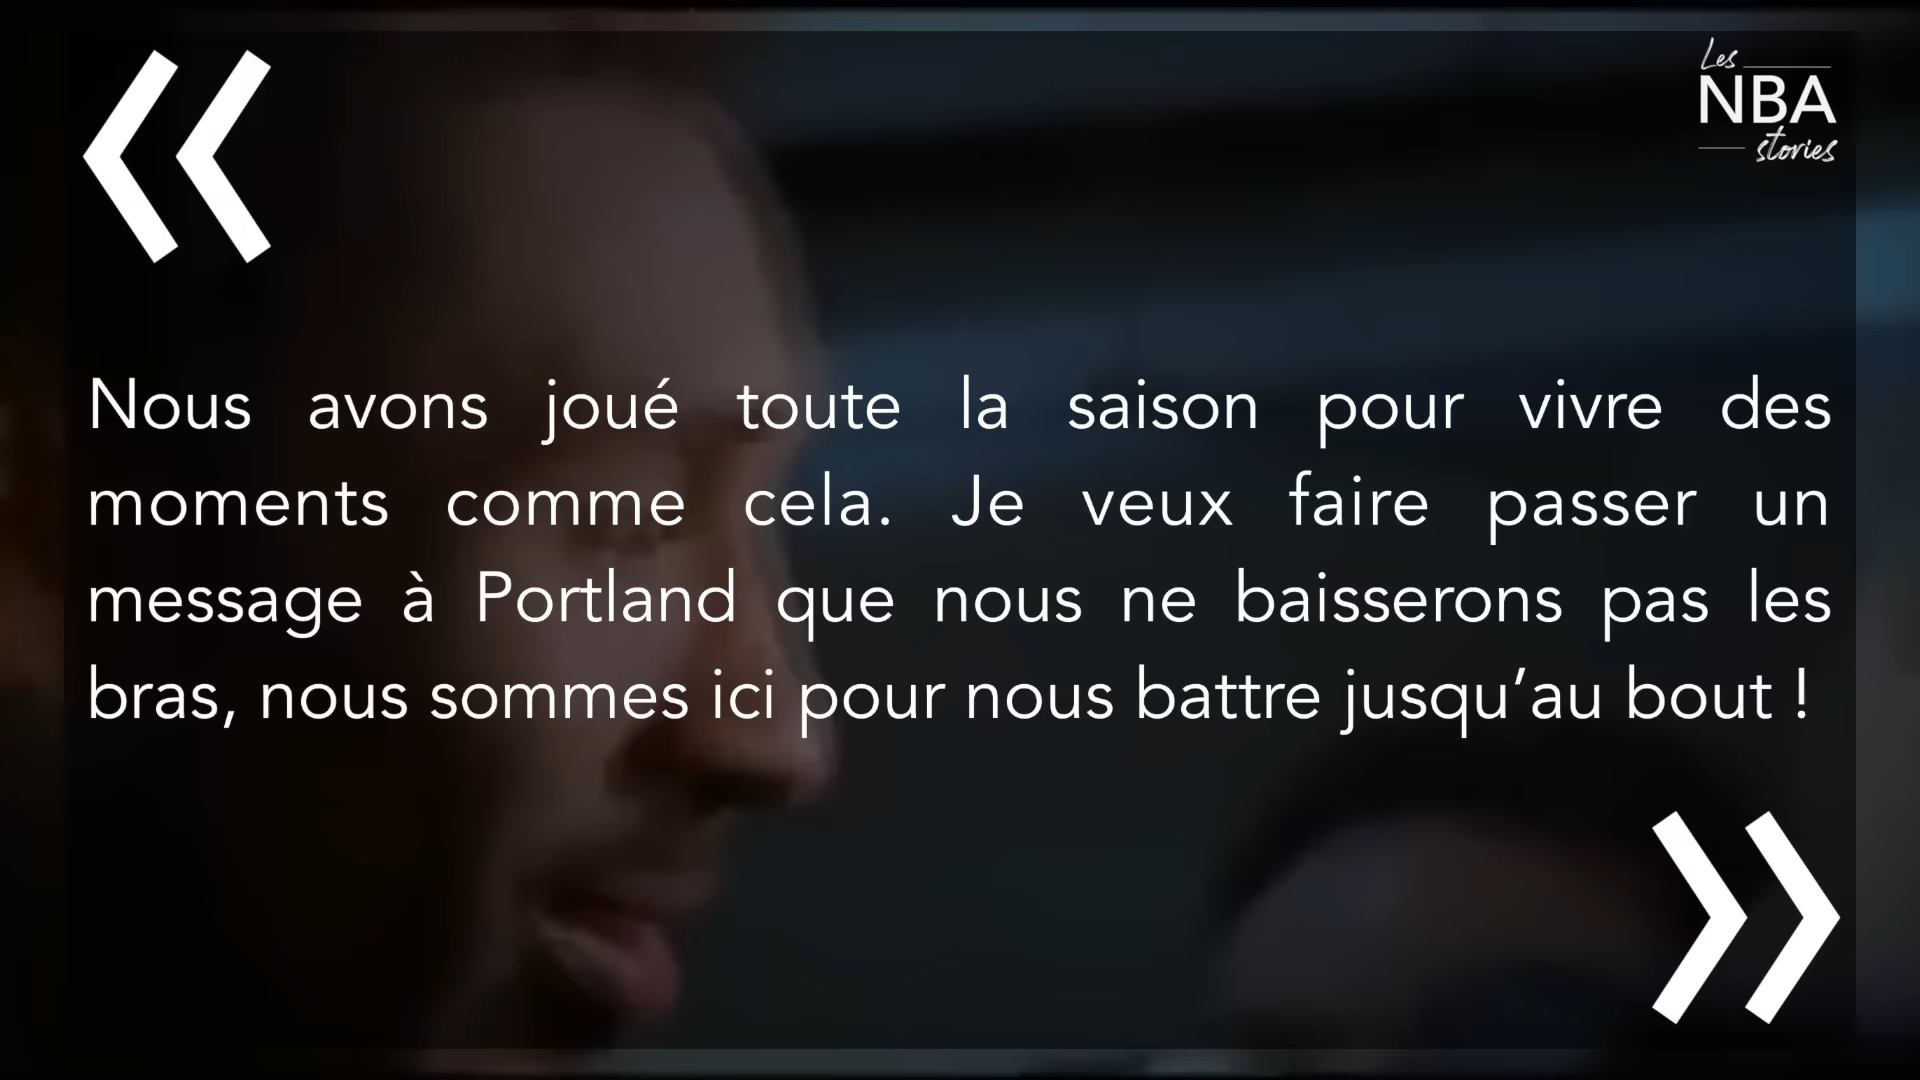 Les
NBA
stories
«
Nous avons joué toute la saison pour vivre des
moments comme cela. Je veux faire passer un
message à Portland que nous ne baisserons pas les
bras, nous sommes ici pour nous battre jusqu’au bout !
»